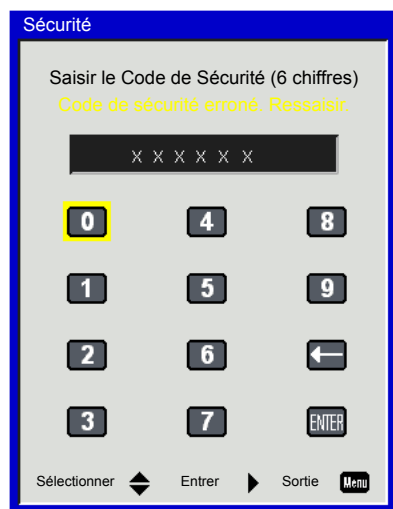 Sécurité
Saisir le Code de Sécurité (6 chiffres)
Code de sécurité erroné. Ressaisir.
X X X X X X
0 4 8
1 5 9
2 6
3 7 ENTER
Sélectionner Entrer Sortie Menu